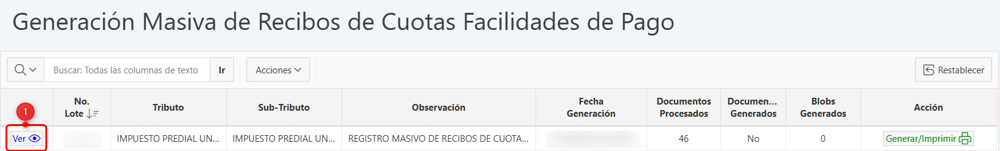 Generación Masiva de Recibos de Cuotas Facilidades de Pago
Buscar: Todas las columnas de texto Ir Acciones Restablecer
No. Lote Tributo Sub-Tributo Observación Fecha Generación Documentos Procesados Documen... Generados Blobs Generados Acción
1
Ver IMPUESTO PREDIAL UN... IMPUESTO PREDIAL UN... REGISTRO MASIVO DE RECIBOS DE CUOTA... 46 No 0 Generar/Imprimir